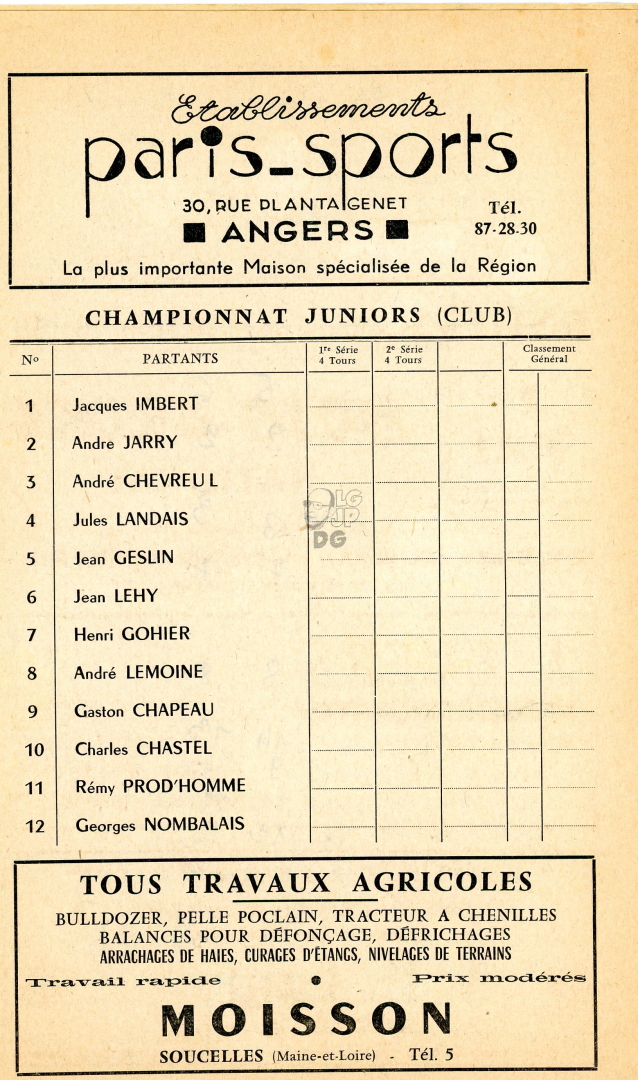 Etablissements
paris-sports
30, RUE PLANTAGENET
ANGERS
Tél.
87-28-30
La plus importante Maison spécialisée de la Région
CHAMPIONNAT JUNIORS (CLUB)
No PARTANTS 1re Série 4 Tours 2e Série 4 Tours Classement Général
1 Jacques IMBERT
2 Andre JARRY
3 André CHEVREUL
4 Jules LANDAIS
5 Jean GESLIN
6 Jean LEHY
7 Henri GOHIER
8 André LEMOINE
9 Gaston CHAPEAU
10 Charles CHASTEL
11 Rémy PROD'HOMME
12 Georges NOMBALAIS
LG
JP
DG
TOUS TRAVAUX AGRICOLES
BULLDOZER, PELLE POCLAIN, TRACTEUR A CHENILLES
BALANCES POUR DÉFONÇAGE, DÉFRICHAGES
ARRACHAGES DE HAIES, CURAGES D'ÉTANGS, NIVELAGES DE TERRAINS
Travail rapide • Prix modérés
MOISSON
SOUCELLES (Maine-et-Loire) - Tél. 5